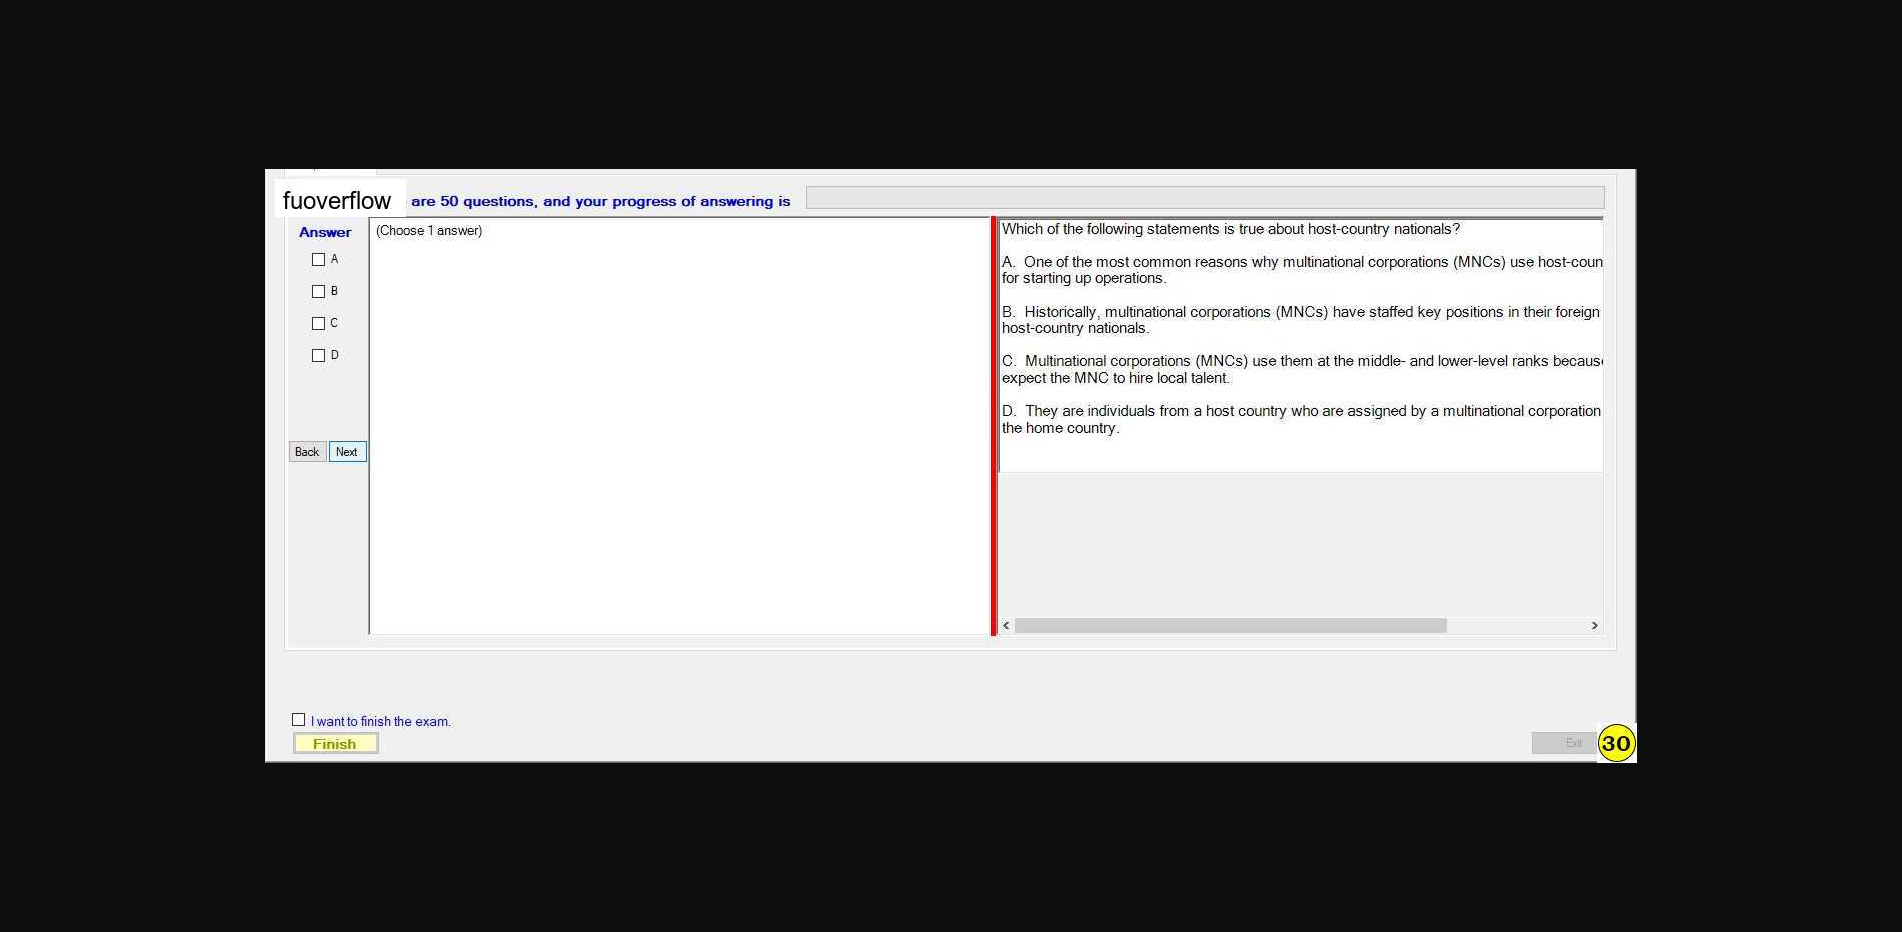 fuoverflow are 50 questions, and your progress of answering is
Answer
A
B
C
D
Back Next
(Choose 1 answer)
Which of the following statements is true about host-country nationals?
A. One of the most common reasons why multinational corporations (MNCs) use host-coun
for starting up operations.
B. Historically, multinational corporations (MNCs) have staffed key positions in their foreign
host-country nationals.
C. Multinational corporations (MNCs) use them at the middle- and lower-level ranks becaus
expect the MNC to hire local talent.
D. They are individuals from a host country who are assigned by a multinational corporation
the home country.
I want to finish the exam.
Finish
Exit
30